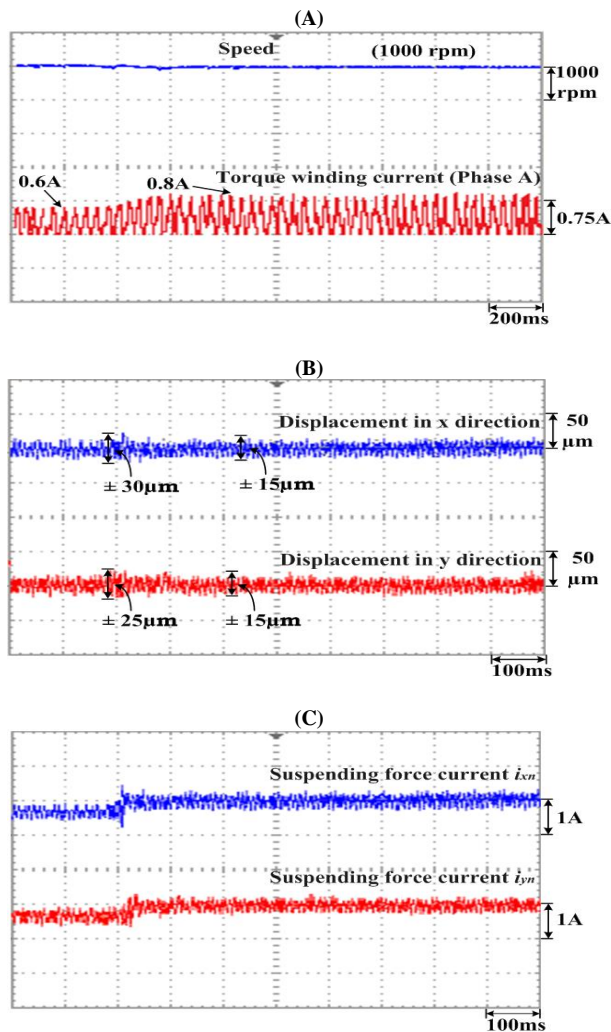 (A)
Speed (1000 rpm)
1000
rpm
0.6A
0.8A
Torque winding current (Phase A)
0.75A
200ms
(B)
Displacement in x direction
50
µm
± 30µm
± 15µm
Displacement in y direction
50
µm
± 25µm
± 15µm
100ms
(C)
Suspending force current ixn
1A
Suspending force current iyn
1A
100ms